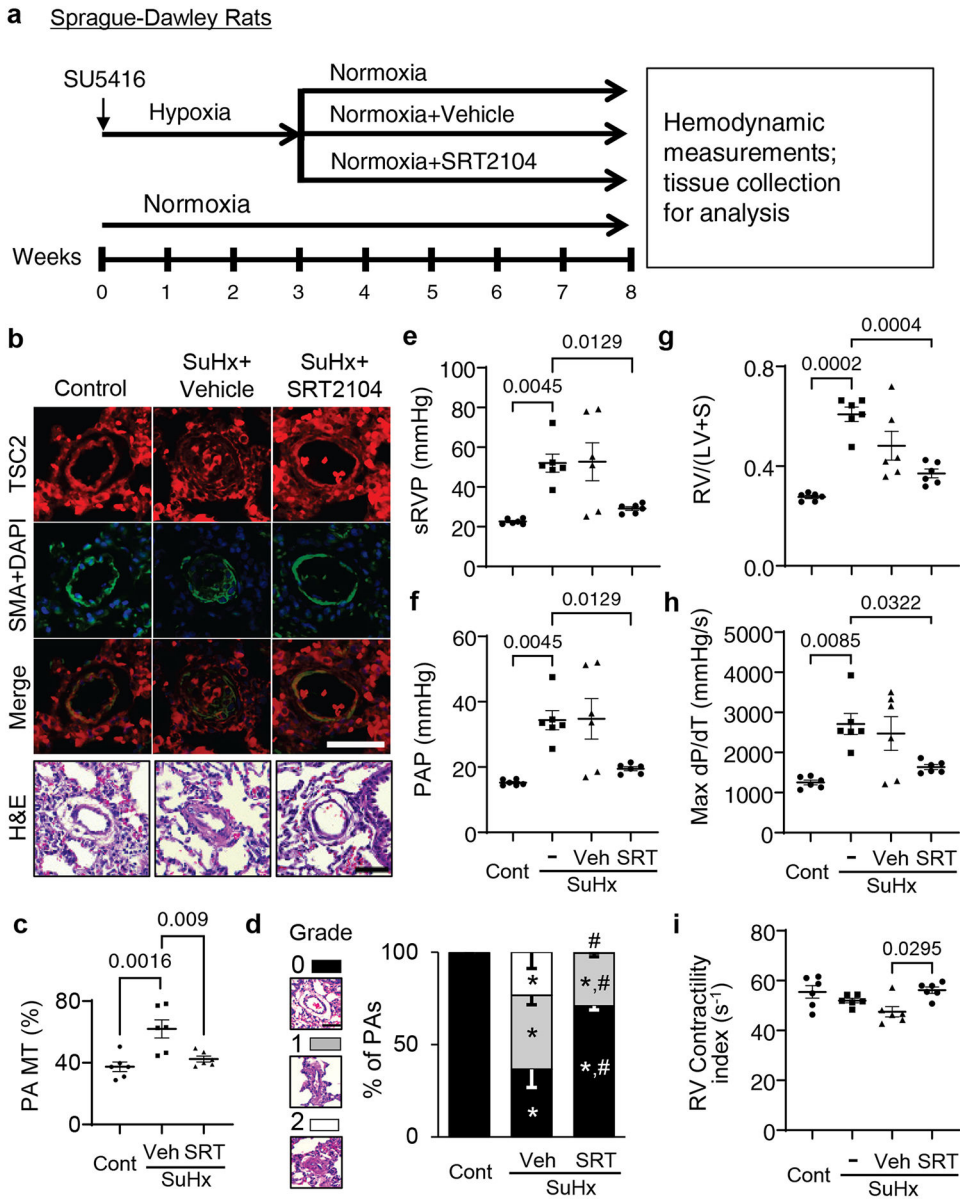 a Sprague-Dawley Rats
SU5416
Hypoxia
Normoxia
Normoxia+Vehicle
Normoxia+SRT2104
Normoxia
Hemodynamic
measurements;
tissue collection
for analysis
Weeks
0 1 2 3 4 5 6 7 8
b
Control
SuHx+
Vehicle
SuHx+
SRT2104
TSC2
SMA+DAPI
Merge
H&E
c
0.009
0.0016
PA MT (%)
80
40
0
Cont
Veh SRT
SuHx
d
Grade
0
1
2
% of PAs
100
50
0
*
*
*
#
*,#
*,#
Cont
Veh
SRT
SuHx
e
0.0129
0.0045
sRVP (mmHg)
100
80
60
40
20
0
f
0.0129
0.0045
PAP (mmHg)
60
40
20
0
Cont
- Veh SRT
SuHx
g
0.0004
0.0002
RV/(LV+S)
0.8
0.4
0.0
h
0.0322
0.0085
Max dP/dT (mmHg/s)
5000
4000
3000
2000
1000
0
Cont
- Veh SRT
SuHx
i
0.0295
RV Contractility
index (s⁻¹)
80
60
40
20
0
Cont
- Veh SRT
SuHx